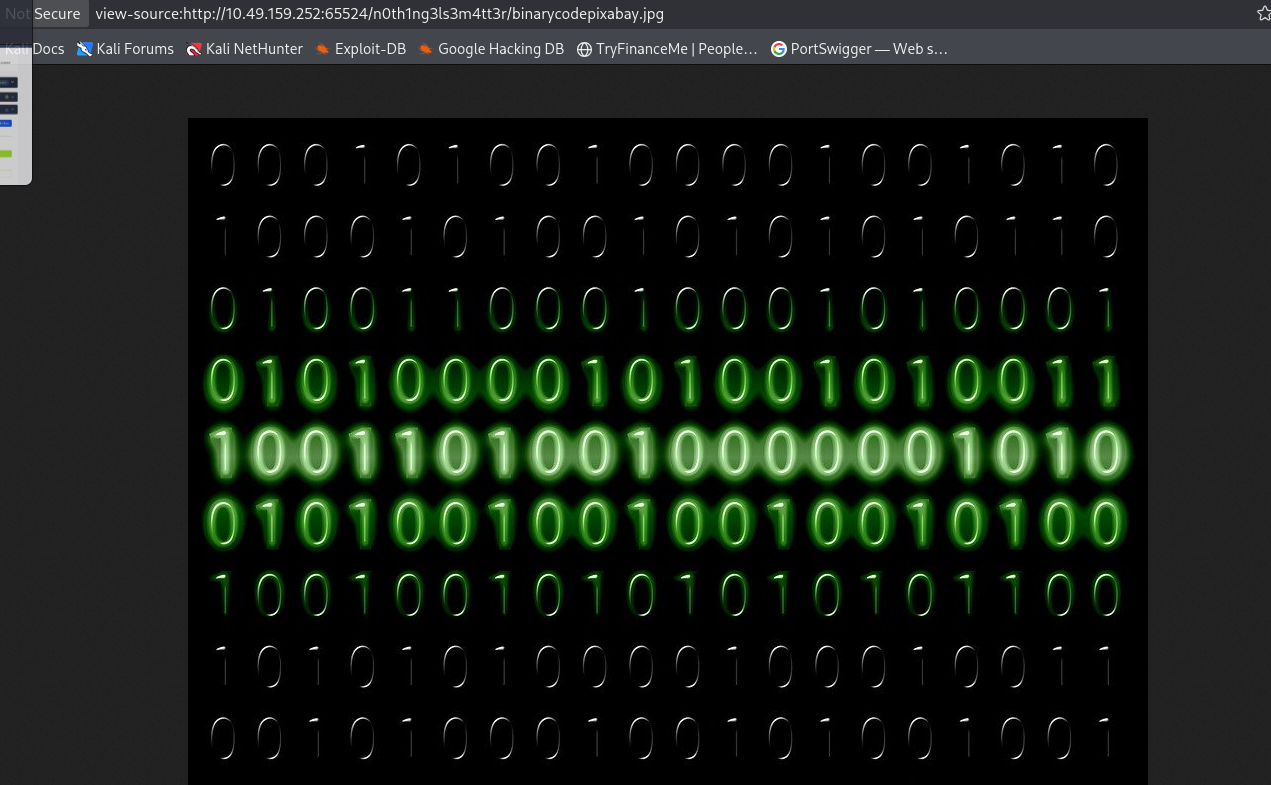 Not Secure view-source:http://10.49.159.252:65524/n0th1ng3ls3m4tt3r/binarycodepixabay.jpg
Kali Docs Kali Forums Kali NetHunter Exploit-DB Google Hacking DB TryFinanceMe | People… PortSwigger — Web s…
0 0 0 1 0 1 0 0 1 0 0 0 0 1 0 0 1 0 1 0
1 0 0 0 1 0 1 0 0 1 0 1 0 1 0 1 0 1 1 0
0 1 0 0 1 1 0 0 0 1 0 0 0 1 0 1 0 0 0 1
0 1 0 1 0 0 0 0 1 0 1 0 0 1 0 1 0 0 1 1
1 0 0 1 1 0 1 0 0 1 0 0 0 0 0 0 1 0 1 0
0 1 0 1 0 0 1 0 0 1 0 0 1 0 0 1 0 1 0 0
1 0 0 1 0 0 1 0 1 0 1 0 1 0 1 0 1 1 0 0
1 0 1 0 1 0 1 0 0 0 0 1 0 0 0 1 0 0 1 1
0 0 1 0 1 0 0 0 1 0 0 1 0 1 0 0 1 0 0 1